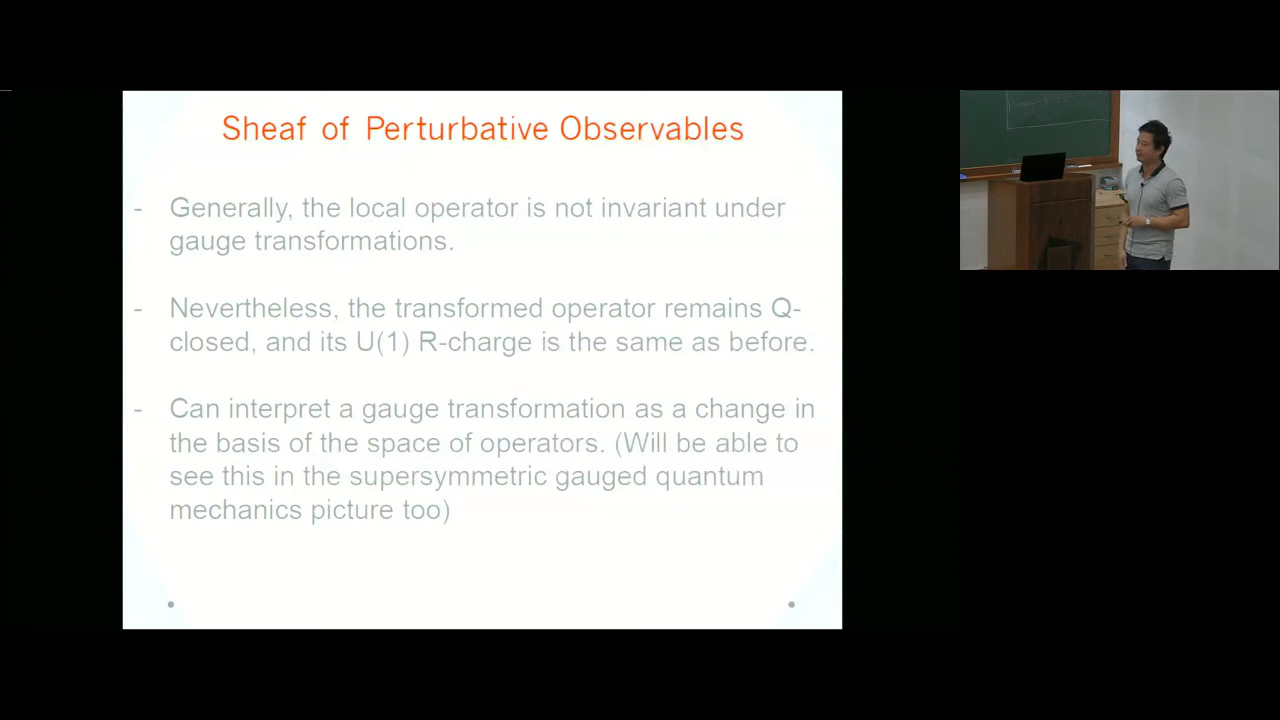 Sheaf of Perturbative Observables
- Generally, the local operator is not invariant under
gauge transformations.
- Nevertheless, the transformed operator remains Q-
closed, and its U(1) R-charge is the same as before.
- Can interpret a gauge transformation as a change in
the basis of the space of operators. (Will be able to
see this in the supersymmetric gauged quantum
mechanics picture too)